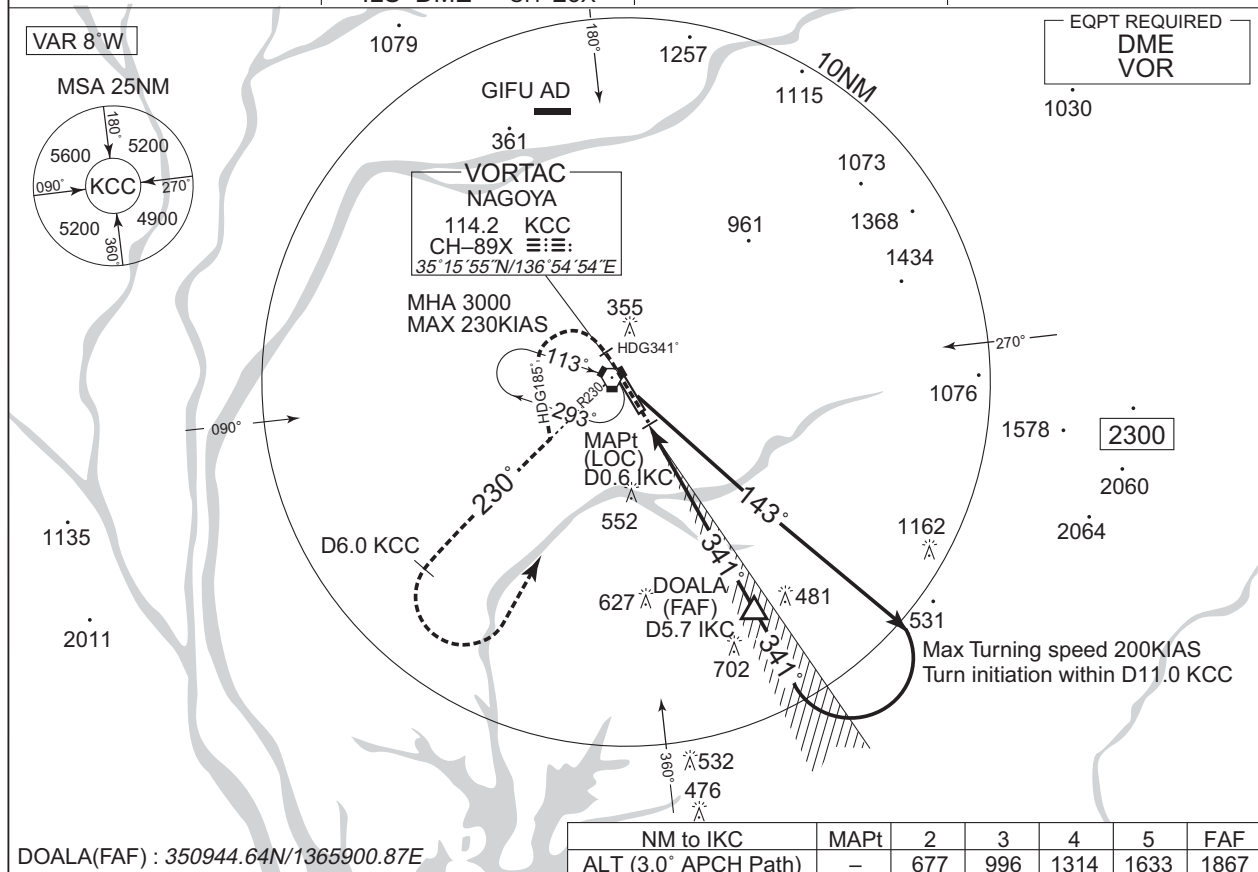 VAR 8°W
MSA 25NM
180°
5600
5200
090°
KCC
270°
5200
4900
360°
1079
180°
1257
10NM
1115
EQPT REQUIRED
DME
VOR
1030
GIFU AD
361
VORTAC
NAGOYA
114.2 KCC
CH–89X
35°15′55″N/136°54′54″E
1073
961
1368
1434
MHA 3000
MAX 230KIAS
355
HDG341°
113°
HDG185°
R230
293°
270°
1076
1578
2300
090°
MAPt
(LOC)
D0.6 IKC
230°
143°
552
2060
2064
1135
D6.0 KCC
1162
341°
627
DOALA
(FAF)
D5.7 IKC
481
531
2011
702
341°
Max Turning speed 200KIAS
Turn initiation within D11.0 KCC
360°
532
476
DOALA(FAF) : 350944.64N/1365900.87E
NM to IKC MAPt 2 3 4 5 FAF
ALT (3.0° APCH Path) – 677 996 1314 1633 1867